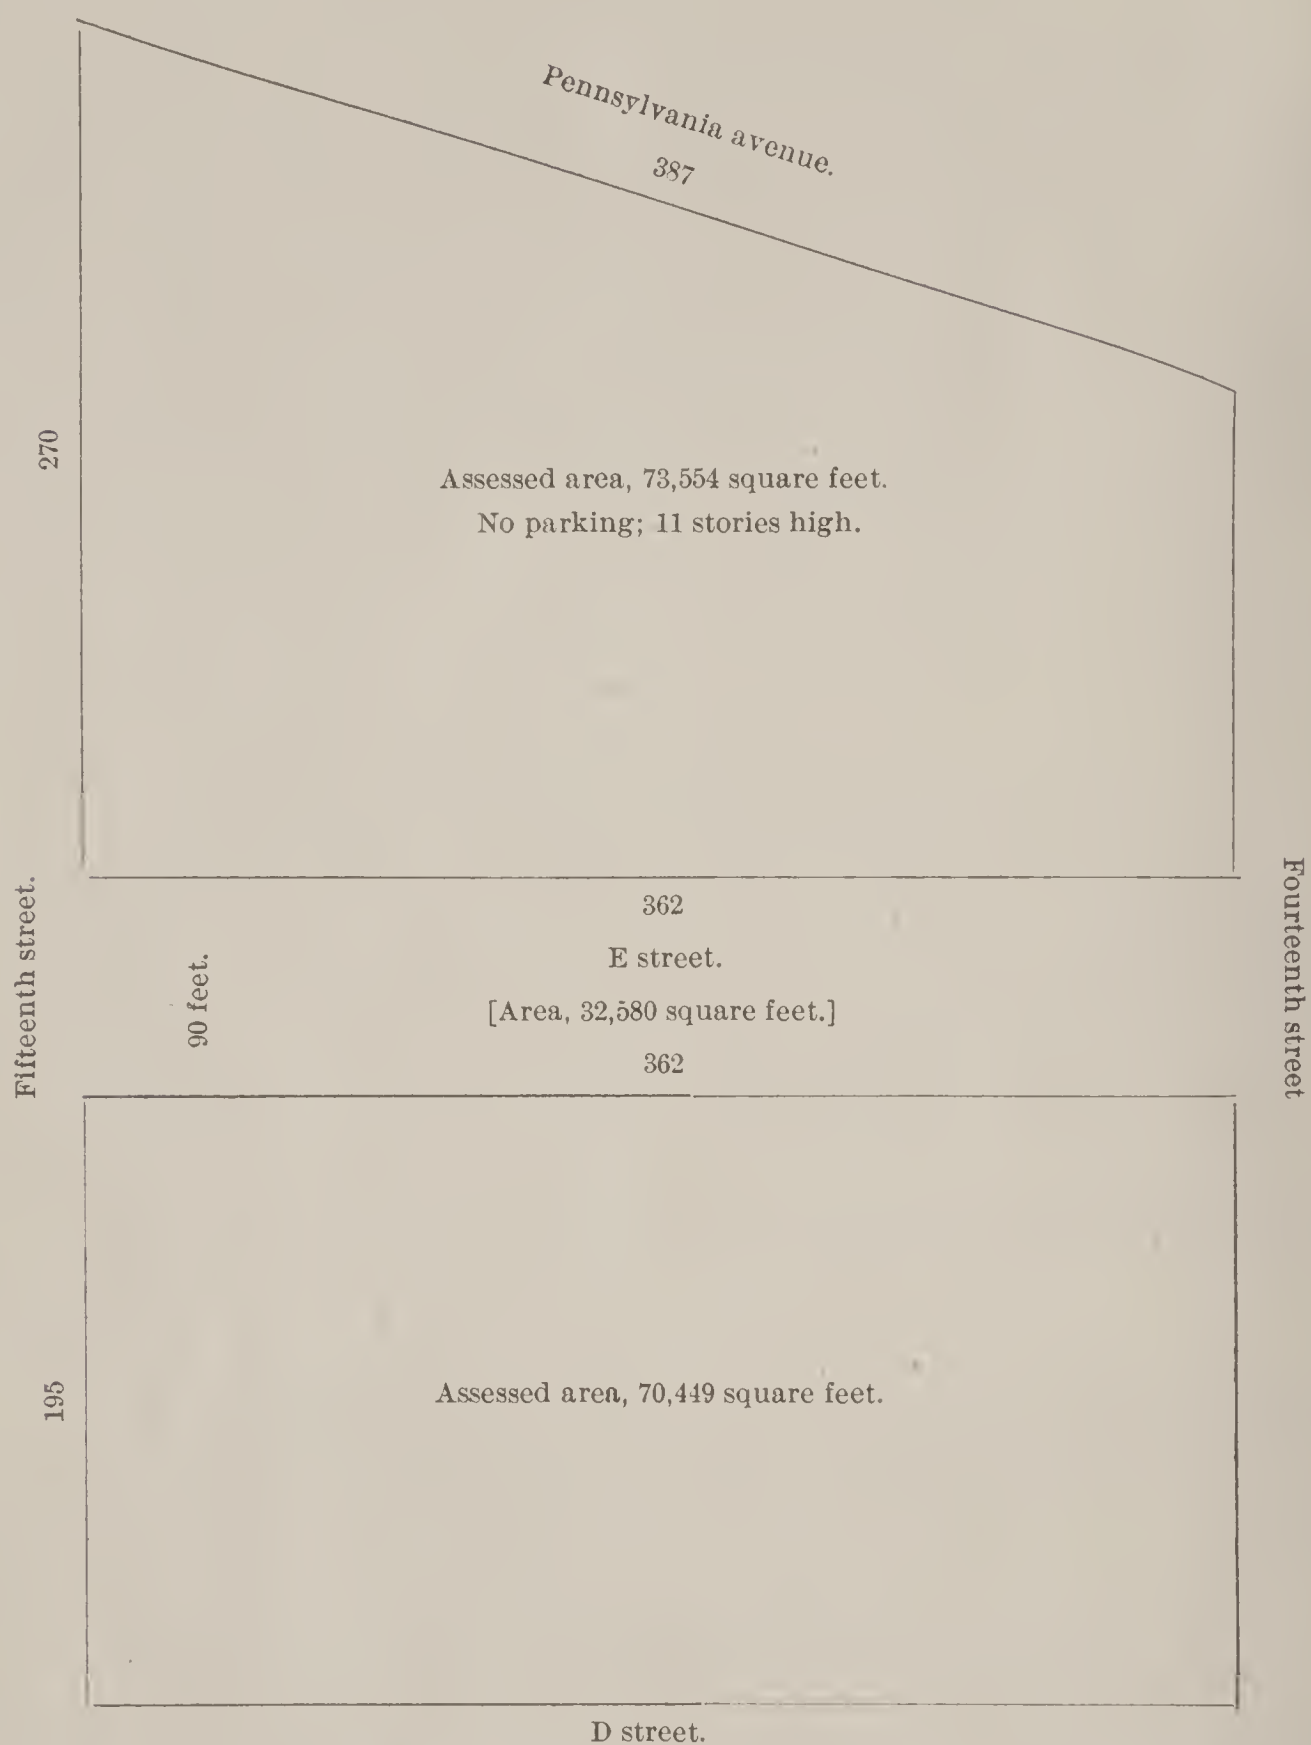 Pennsylvania avenue.
387
270
Assessed area, 73,554 square feet.
No parking; 11 stories high.
Fifteenth street.
Fourteenth street
362
90 feet.
E street.
[Area, 32,580 square feet.]
362
195
Assessed area, 70,449 square feet.
D street.